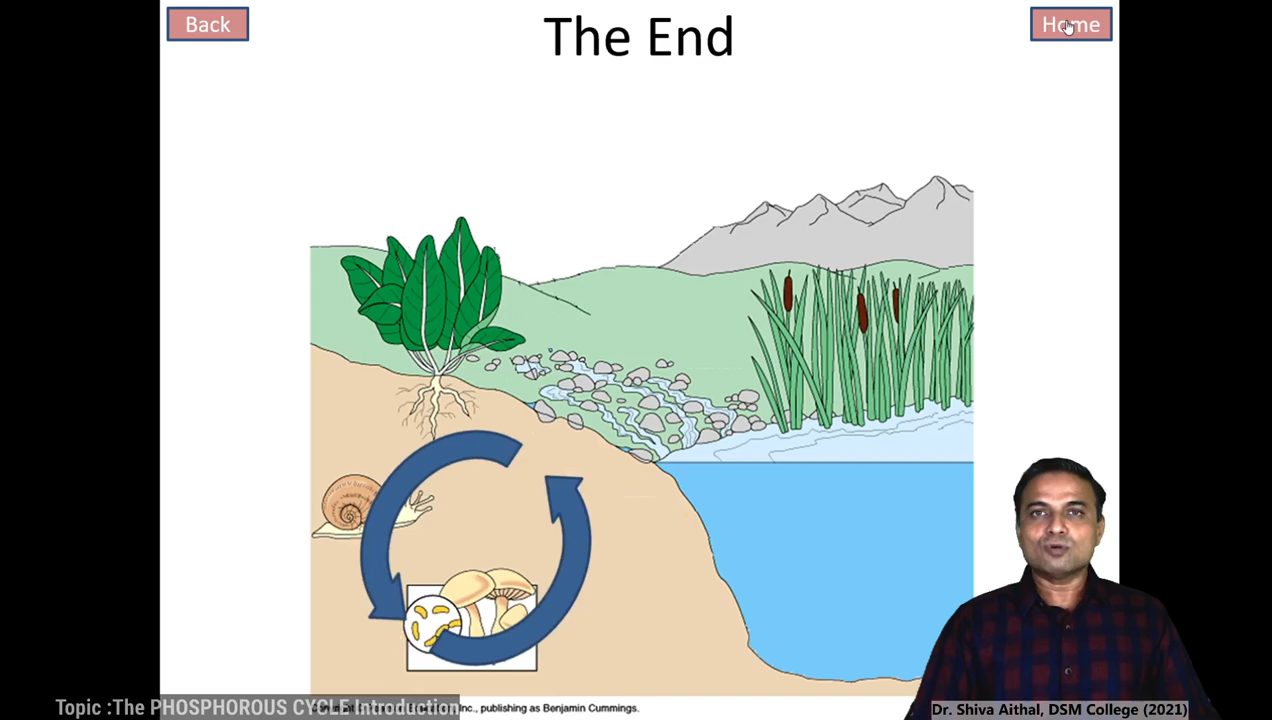 Back
The End
Home
Topic :The PHOSPHOROUS CYCLE Introduction
Inc., publishing as Benjamin Cummings.
Dr. Shiva Aithal, DSM College (2021)